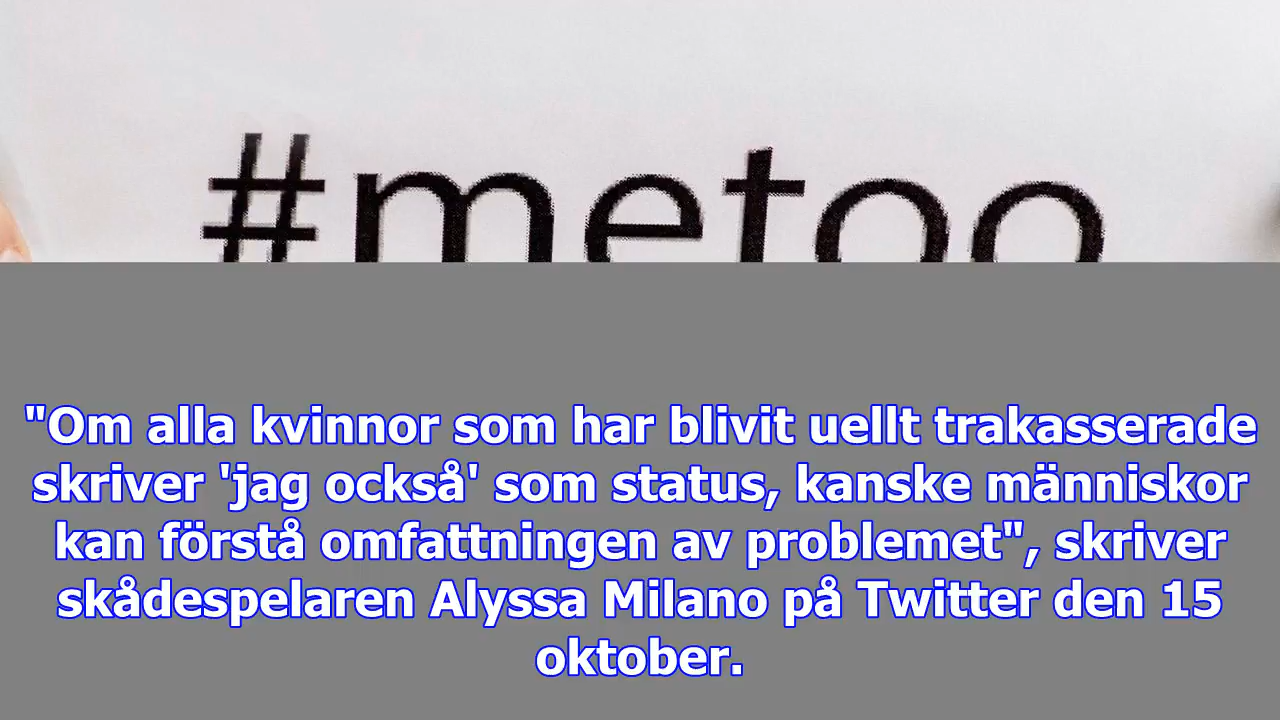 #metoo
"Om alla kvinnor som har blivit uellt trakasserade
skriver 'jag också' som status, kanske människor
kan förstå omfattningen av problemet", skriver
skådespelaren Alyssa Milano på Twitter den 15
oktober.